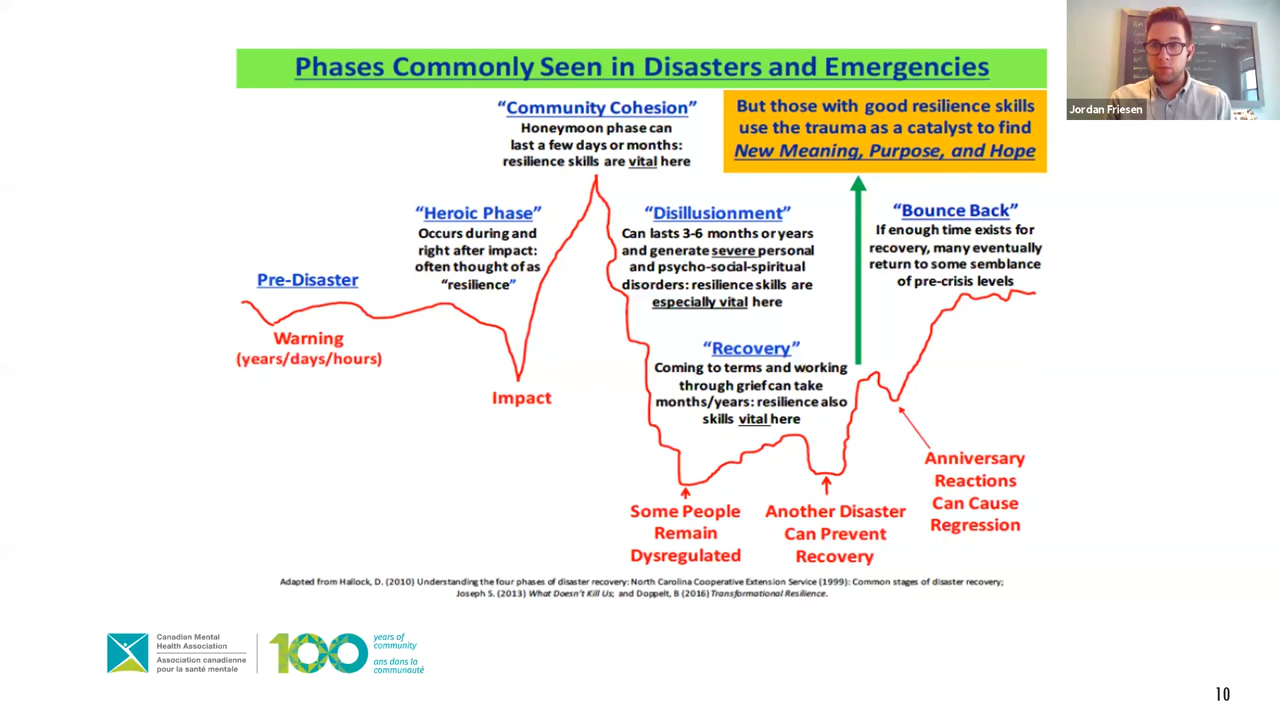 Phases Commonly Seen in Disasters and Emergencies
Jordan Friesen
"Community Cohesion"
Honeymoon phase can
last a few days or months:
resilience skills are vital here
But those with good resilience skills
use the trauma as a catalyst to find
New Meaning, Purpose, and Hope
"Heroic Phase"
Occurs during and
right after impact:
often thought of as
"resilience"
"Disillusionment"
Can lasts 3-6 months or years
and generate severe personal
and psycho-social-spiritual
disorders: resilience skills are
especially vital here
"Bounce Back"
If enough time exists for
recovery, many eventually
return to some semblance
of pre-crisis levels
Pre-Disaster
Warning
(years/days/hours)
Impact
"Recovery"
Coming to terms and working
through grief can take
months/years: resilience also
skills vital here
Some People
Remain
Dysregulated
Another Disaster
Can Prevent
Recovery
Anniversary
Reactions
Can Cause
Regression
Adapted from Hallock, D. (2010) Understanding the four phases of disaster recovery: North Carolina Cooperative Extension Service (1999): Common stages of disaster recovery;
Joseph S. (2013) What Doesn't Kill Us; and Doppelt, B (2016) Transformational Resilience.
Canadian Mental
Health Association
Association canadienne
pour la santé mentale
100
years of
community
ans dans la
communauté
10